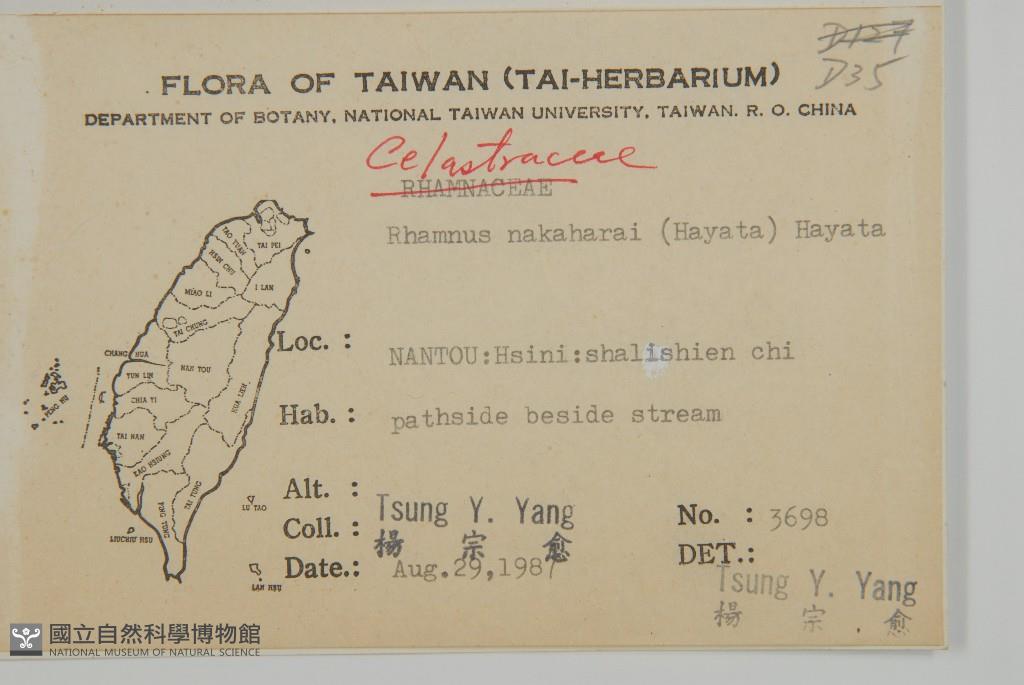 D127
D35
FLORA OF TAIWAN (TAI-HERBARIUM)
DEPARTMENT OF BOTANY, NATIONAL TAIWAN UNIVERSITY, TAIWAN. R. O. CHINA
Celastraceae
RHAMNACEAE
Rhamnus nakaharai (Hayata) Hayata
Loc. : NANTOU:Hsini:shalishien chi
Hab. : pathside beside stream
Alt. :
Coll. : Tsung Y. Yang
楊 宗 愈
No. : 3698
Date.: Aug.29,1987
DET.: Tsung Y. Yang
楊 宗 愈
TAI PEI
TAO YUAN
HSIN CHU
I LAN
MIAO LI
TAI CHUNG
CHANG HUA
NAN TOU
YUN LIN
HUA LIEN
CHIA YI
PENG HU
TAI NAN
KAO HSIUNG
TAI TUNG
PING TUNG
LU TAO
LIUCHIU HSU
LAN HSU
國立自然科學博物館
NATIONAL MUSEUM OF NATURAL SCIENCE